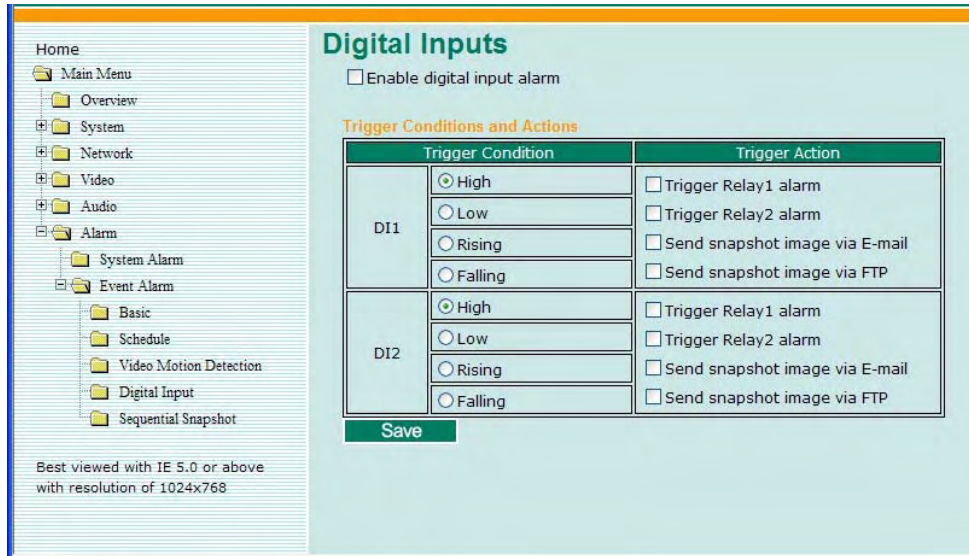 Home
Main Menu
Overview
System
Network
Video
Audio
Alarm
System Alarm
Event Alarm
Basic
Schedule
Video Motion Detection
Digital Input
Sequential Snapshot
Best viewed with IE 5.0 or above
with resolution of 1024x768
Digital Inputs
Enable digital input alarm
Trigger Conditions and Actions
Trigger Condition
Trigger Action
DI1
High
Low
Rising
Falling
Trigger Relay1 alarm
Trigger Relay2 alarm
Send snapshot image via E-mail
Send snapshot image via FTP
DI2
High
Low
Rising
Falling
Trigger Relay1 alarm
Trigger Relay2 alarm
Send snapshot image via E-mail
Send snapshot image via FTP
Save